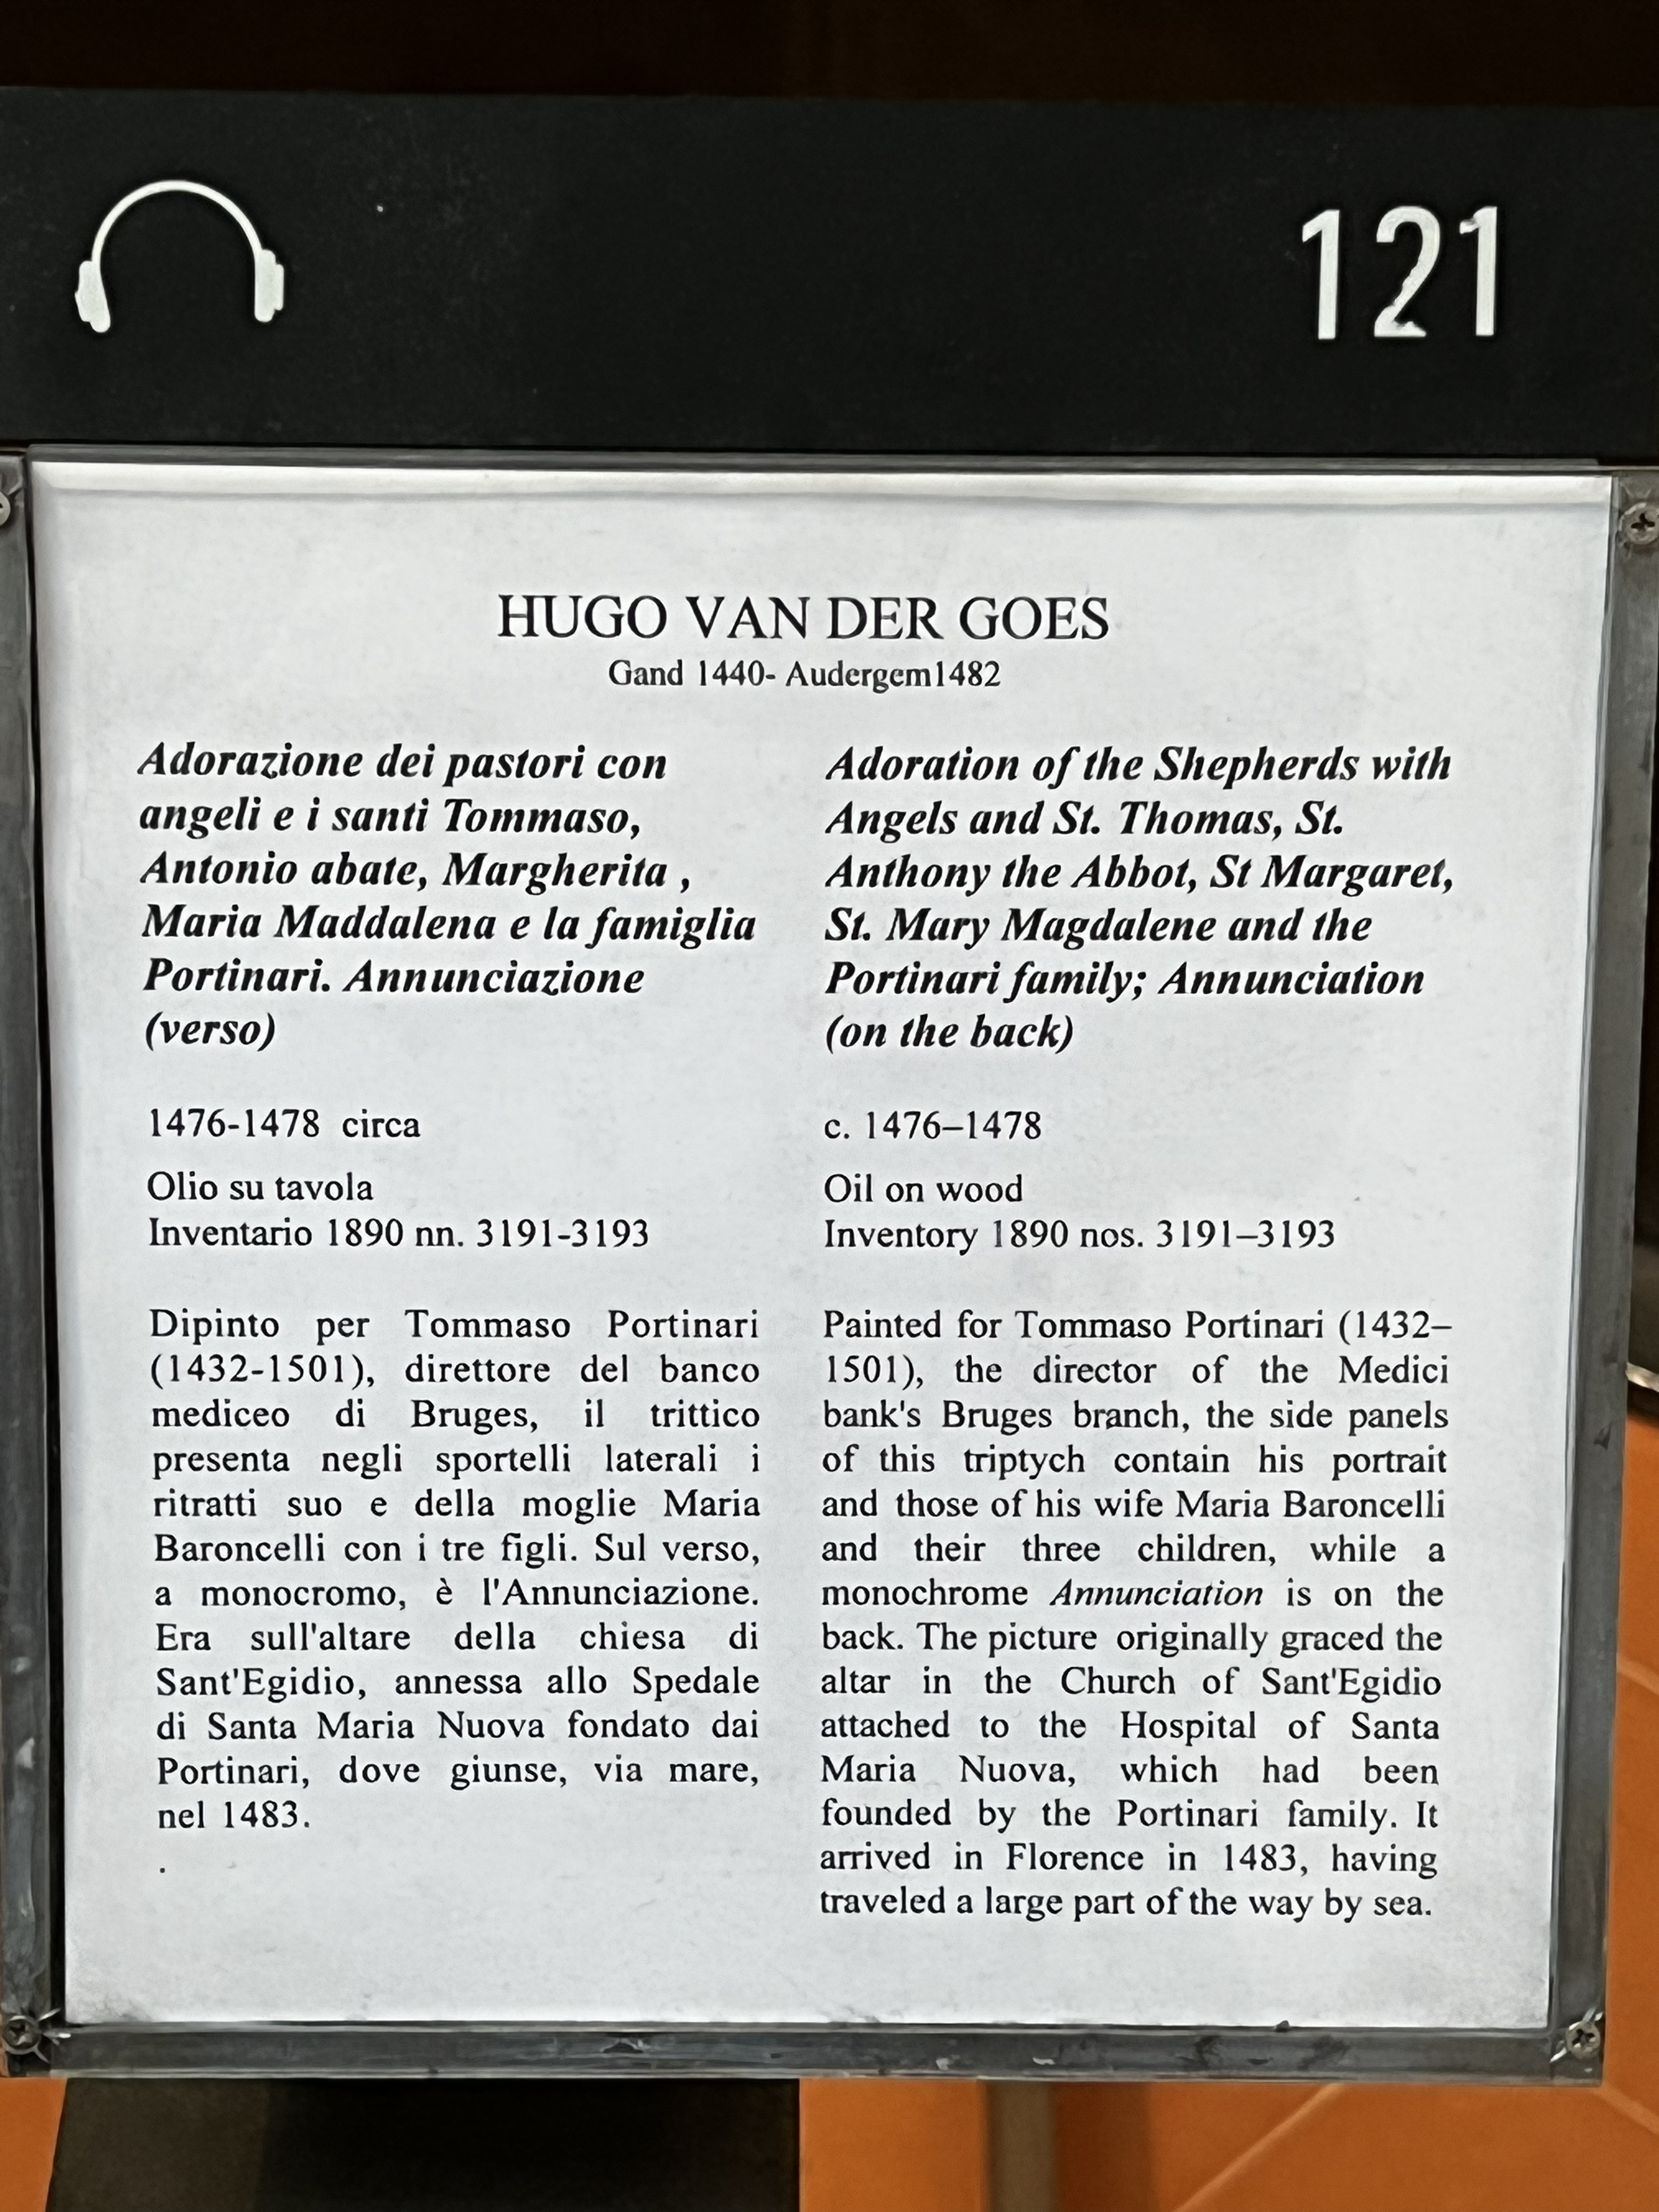 121
HUGO VAN DER GOES
Gand 1440- Audergem1482
Adorazione dei pastori con
angeli e i santi Tommaso,
Antonio abate, Margherita ,
Maria Maddalena e la famiglia
Portinari. Annunciazione
(verso)
1476-1478 circa
Olio su tavola
Inventario 1890 nn. 3191-3193
Dipinto per Tommaso Portinari
(1432-1501), direttore del banco
mediceo di Bruges, il trittico
presenta negli sportelli laterali i
ritratti suo e della moglie Maria
Baroncelli con i tre figli. Sul verso,
a monocromo, è l'Annunciazione.
Era sull'altare della chiesa di
Sant'Egidio, annessa allo Spedale
di Santa Maria Nuova fondato dai
Portinari, dove giunse, via mare,
nel 1483.
.
Adoration of the Shepherds with
Angels and St. Thomas, St.
Anthony the Abbot, St Margaret,
St. Mary Magdalene and the
Portinari family; Annunciation
(on the back)
c. 1476–1478
Oil on wood
Inventory 1890 nos. 3191–3193
Painted for Tommaso Portinari (1432–
1501), the director of the Medici
bank's Bruges branch, the side panels
of this triptych contain his portrait
and those of his wife Maria Baroncelli
and their three children, while a
monochrome Annunciation is on the
back. The picture originally graced the
altar in the Church of Sant'Egidio
attached to the Hospital of Santa
Maria Nuova, which had been
founded by the Portinari family. It
arrived in Florence in 1483, having
traveled a large part of the way by sea.